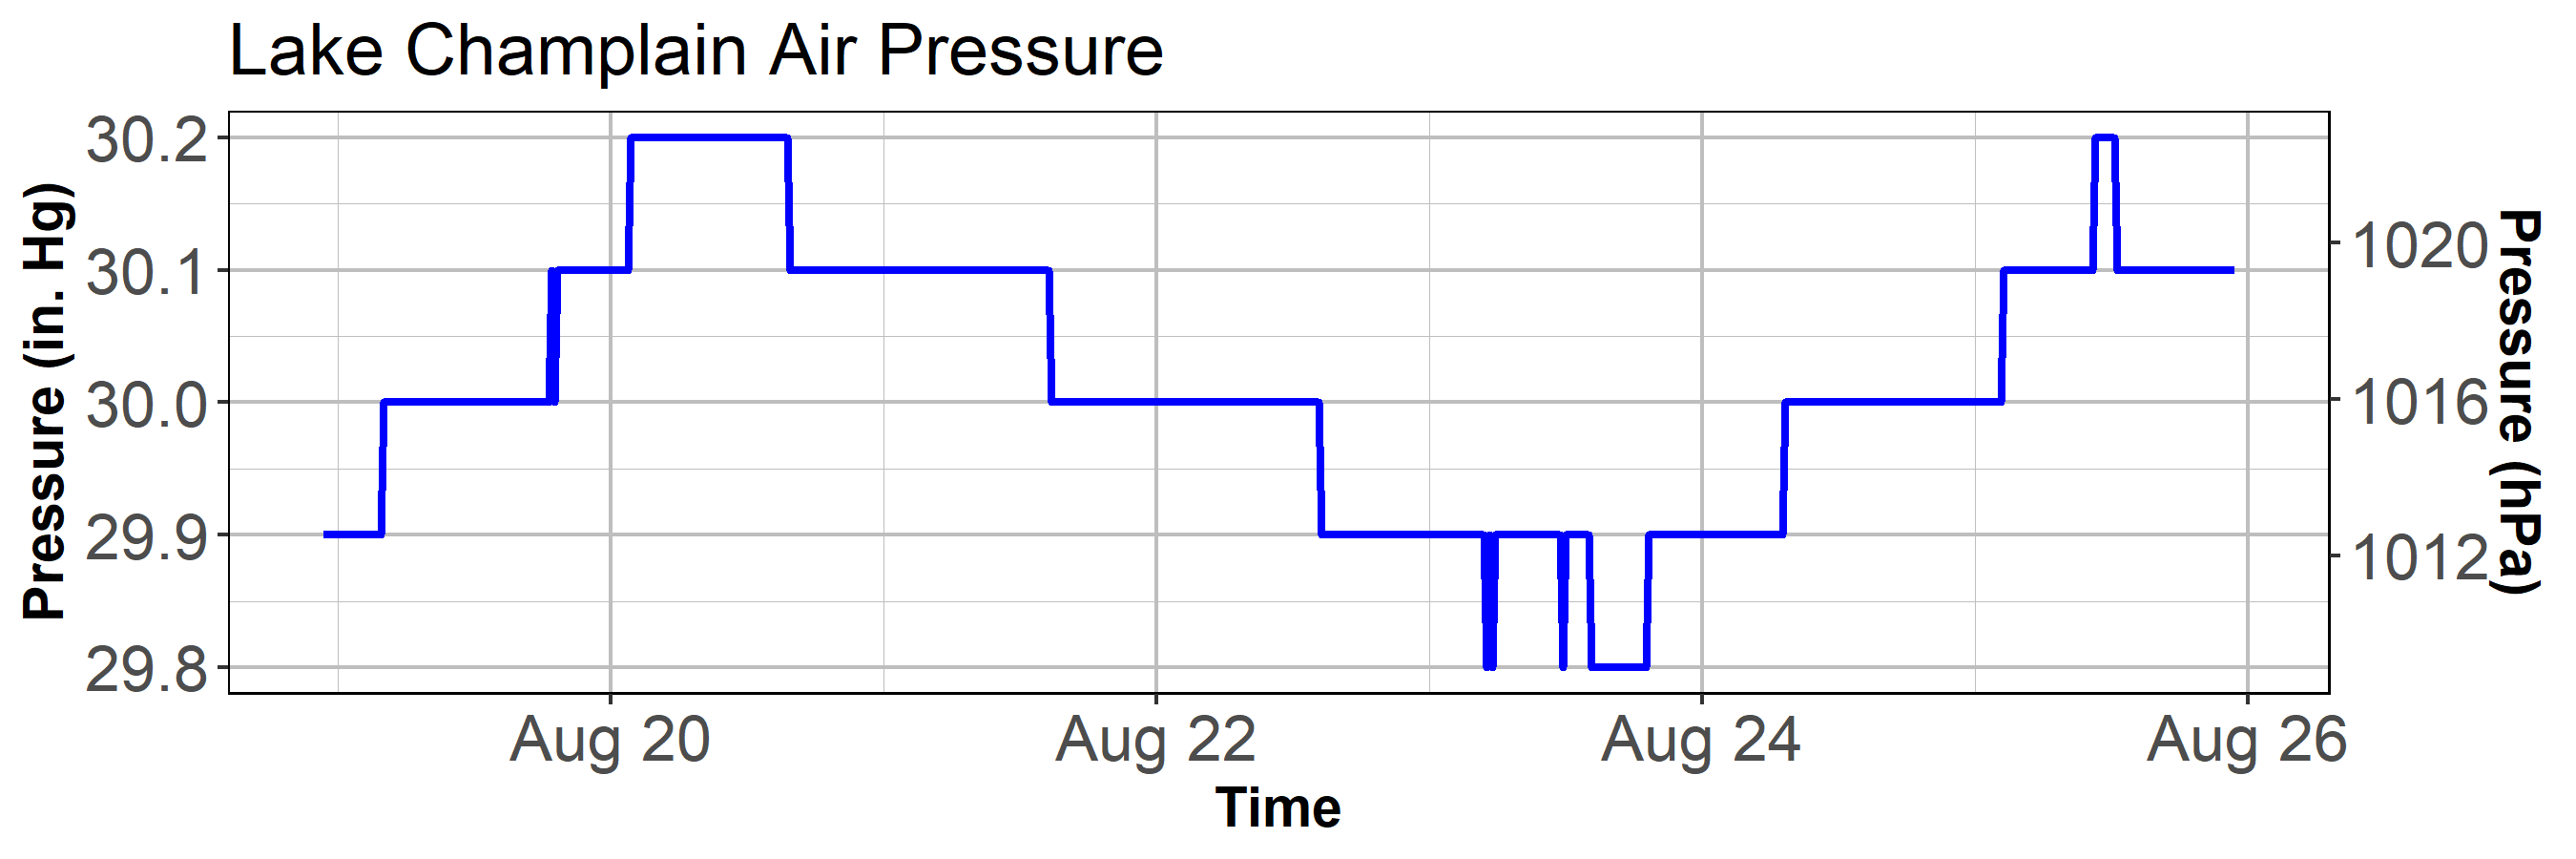 Lake Champlain Air Pressure
Pressure (in. Hg)
30.2
30.1
30.0
29.9
29.8
1020
1016
1012
Pressure (hPa)
Aug 20
Aug 22
Aug 24
Aug 26
Time